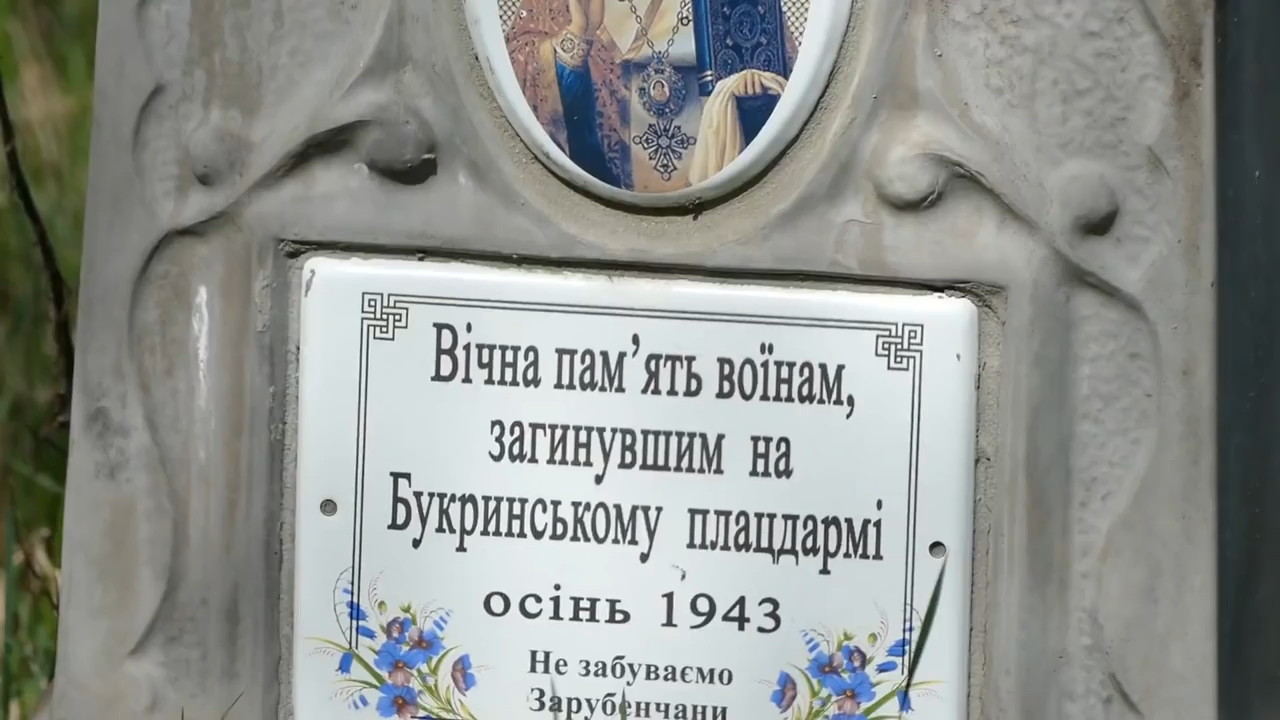 Вічна пам’ять воїнам,
загинувшим на
Букринському плацдармі
осінь 1943
Не забуваємо
Зарубенчани